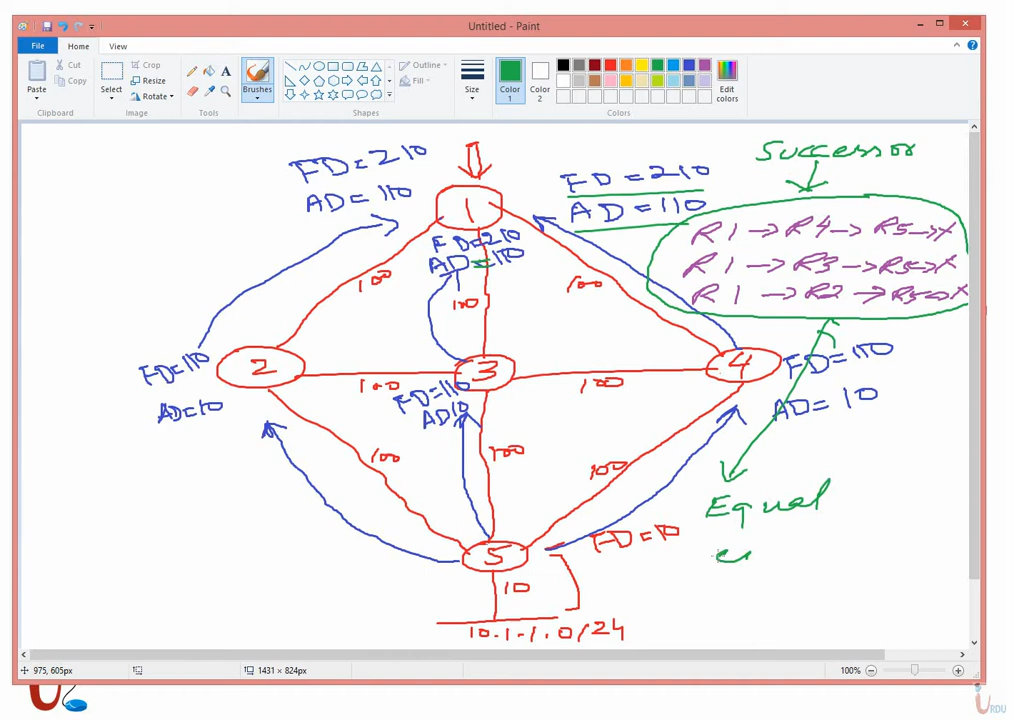 Untitled - Paint
File
Home
View
Paste
Cut
Copy
Clipboard
Select
Crop
Resize
Rotate
Image
Tools
Brushes
Outline
Fill
Shapes
Size
Color 1
Color 2
Edit colors
Colors
FD=210
AD=110
1
FD=210
AD=110
Successor
R1→R4→R5→X
R1→R3→R5→X
R1→R2→R5→X
FD=210
AD=110
100
100
100
FD=110
AD=10
2
100
3
100
4
FD=110
AD=10
FD=110
AD10
100
100
100
Equal
5
FD=10
10
10.1.1.0/24
975, 605px
1431 × 824px
100%
URDU